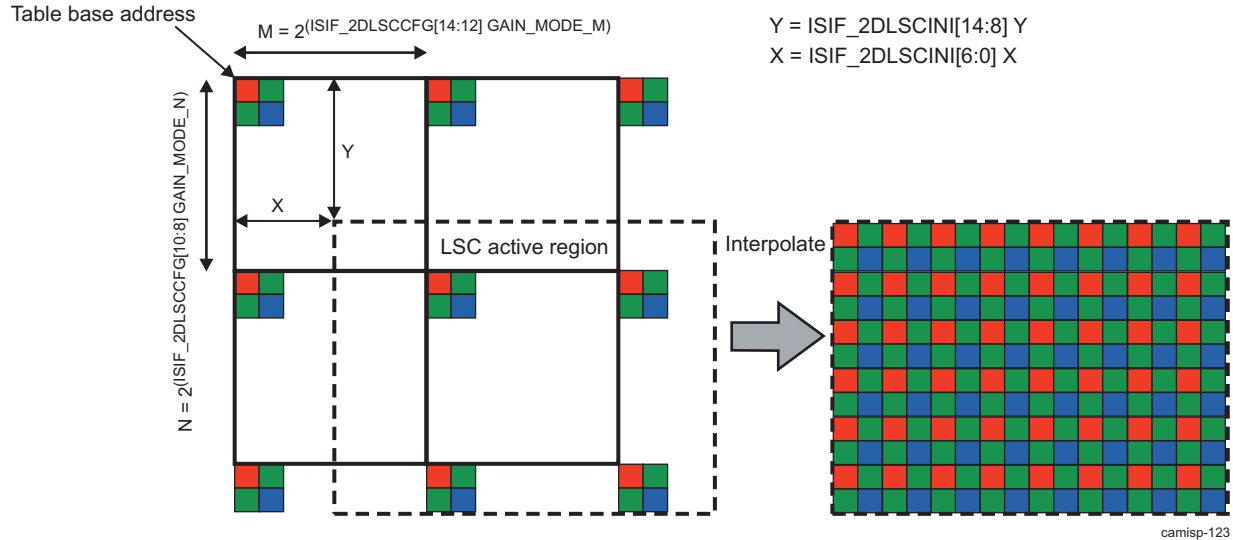 Table base address
M = 2(ISIF_2DLSCCFG[14:12] GAIN_MODE_M)
Y = ISIF_2DLSCINI[14:8] Y
X = ISIF_2DLSCINI[6:0] X
N = 2(ISIF_2DLSCCFG[10:8] GAIN_MODE_N)
Y
X
LSC active region
Interpolate
camisp-123